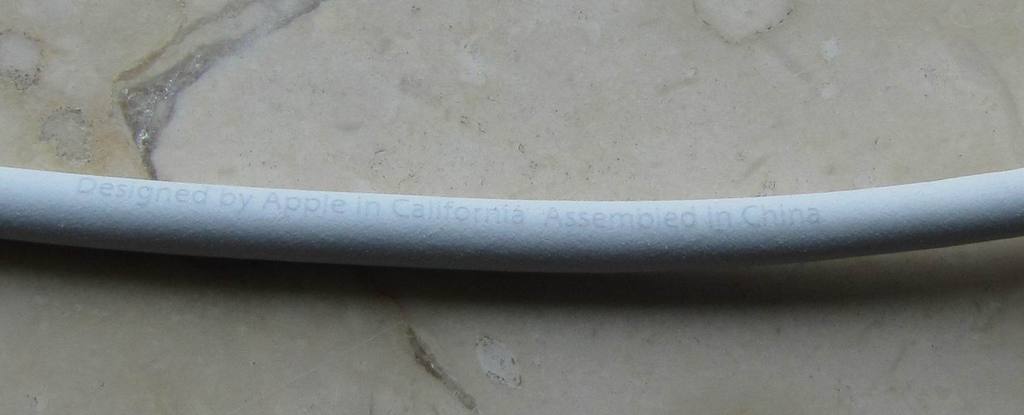 Designed by Apple in California Assembled in China